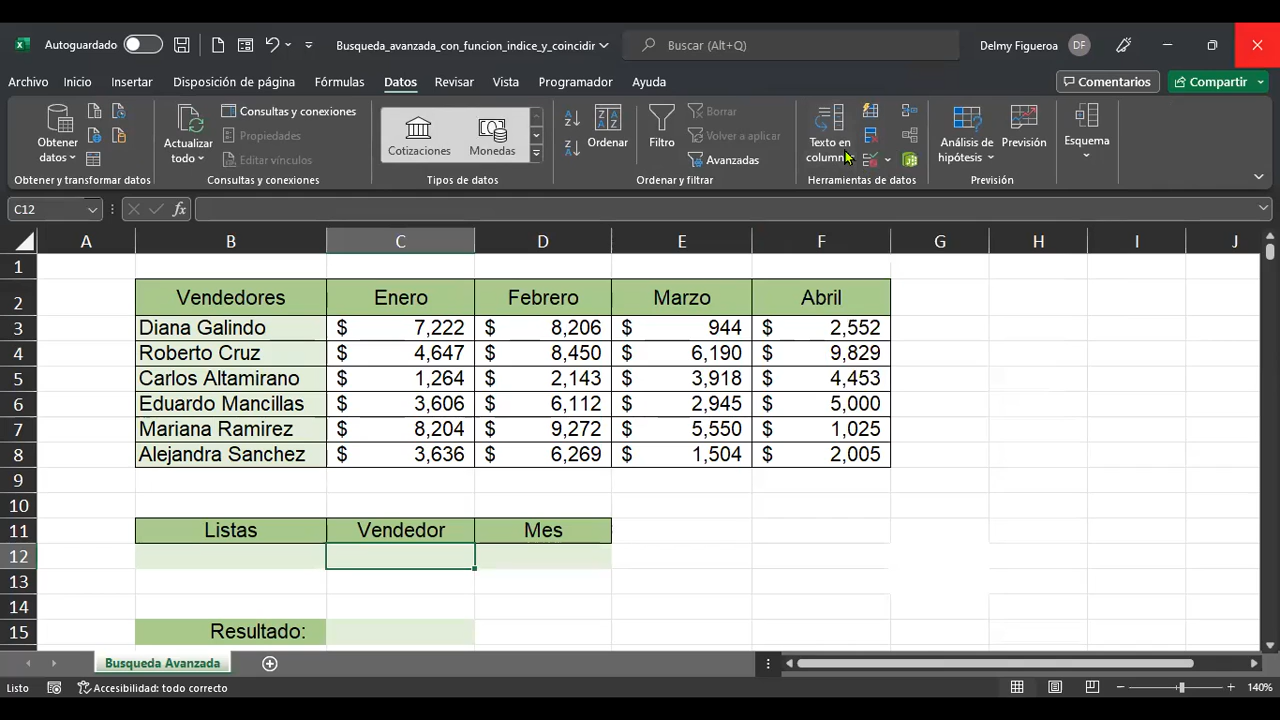 Autoguardado
Busqueda_avanzada_con_funcion_indice_y_coincidir
Buscar (Alt+Q)
Delmy Figueroa DF
Archivo Inicio Insertar Disposición de página Fórmulas Datos Revisar Vista Programador Ayuda
Comentarios Compartir
Obtener datos
Actualizar todo
Consultas y conexiones
Propiedades
Editar vínculos
Cotizaciones Monedas
Ordenar
Filtro
Borrar
Volver a aplicar
Avanzadas
Texto en
Análisis de hipótesis
Previsión
Esquema
Obtener y transformar datos Consultas y conexiones Tipos de datos Ordenar y filtrar Herramientas de datos Previsión
C12 fx
A B C D E F G H I J
1
2 Vendedores Enero Febrero Marzo Abril
3 Diana Galindo $ 7,222 $ 8,206 $ 944 $ 2,552
4 Roberto Cruz $ 4,647 $ 8,450 $ 6,190 $ 9,829
5 Carlos Altamirano $ 1,264 $ 2,143 $ 3,918 $ 4,453
6 Eduardo Mancillas $ 3,606 $ 6,112 $ 2,945 $ 5,000
7 Mariana Ramirez $ 8,204 $ 9,272 $ 5,550 $ 1,025
8 Alejandra Sanchez $ 3,636 $ 6,269 $ 1,504 $ 2,005
9
10
11 Listas Vendedor Mes
12
13
14
15 Resultado:
Busqueda Avanzada
Listo Accesibilidad: todo correcto 140%